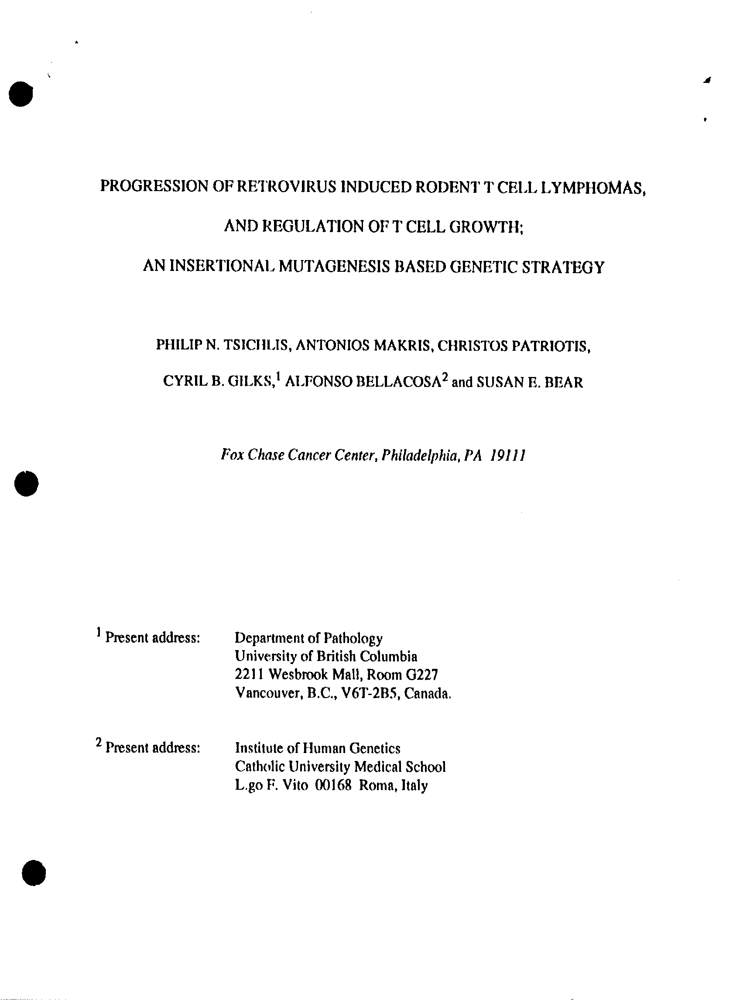 PROGRESSION OF RETROVIRUS INDUCED RODENT T CELL LYMPHOMAS,
AND REGULATION OF T CELL GROWTH;
AN INSERTIONAL MUTAGENESIS BASED GENETIC STRATEGY
PHILIP N. TSICHLIS, ANTONIOS MAKRIS, CHRISTOS PATRIOTIS,
CYRIL B. GILKS,1 ALFONSO BELLACOSA2 and SUSAN E. BEAR
Fox Chase Cancer Center, Philadelphia, PA 19111
1 Present address: Department of Pathology
University of British Columbia
2211 Wesbrook Mall, Room G227
Vancouver, B.C., V6T-2B5, Canada.
2 Present address: Institute of Human Genetics
Catholic University Medical School
L.go F. Vito 00168 Roma, Italy